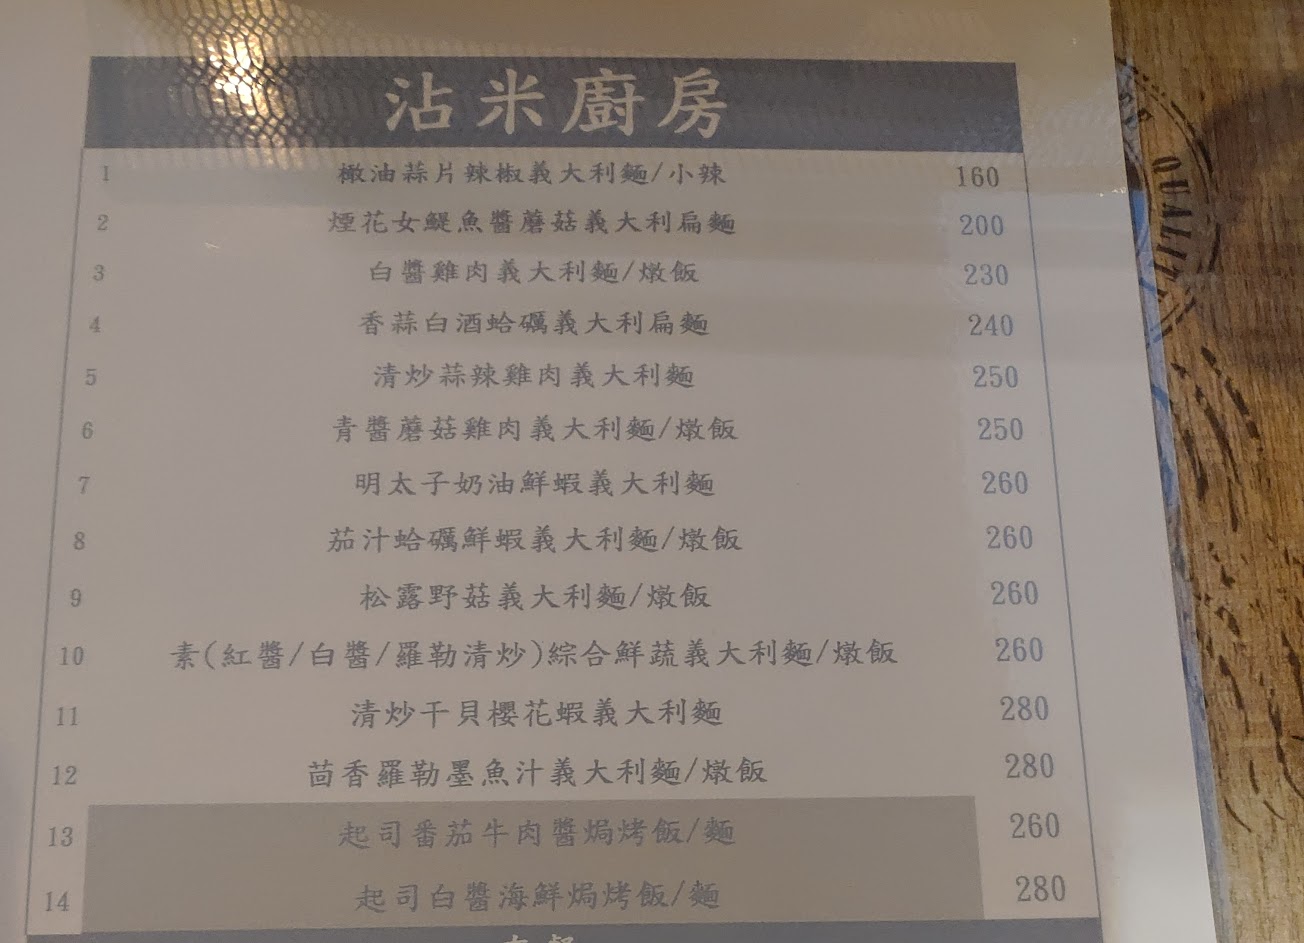 沾米廚房
1 橄油蒜片辣椒義大利麵/小辣 160
2 煙花女鯷魚醬蘑菇義大利扁麵 200
3 白醬雞肉義大利麵/燉飯 230
4 香蒜白酒蛤礪義大利扁麵 240
5 清炒蒜辣雞肉義大利麵 250
6 青醬蘑菇雞肉義大利麵/燉飯 250
7 明太子奶油鮮蝦義大利麵 260
8 茄汁蛤礪鮮蝦義大利麵/燉飯 260
9 松露野菇義大利麵/燉飯 260
10 素(紅醬/白醬/羅勒清炒)綜合鮮蔬義大利麵/燉飯 260
11 清炒干貝櫻花蝦義大利麵 280
12 茴香羅勒墨魚汁義大利麵/燉飯 280
13 起司番茄牛肉醬焗烤飯/麵 260
14 起司白醬海鮮焗烤飯/麵 280